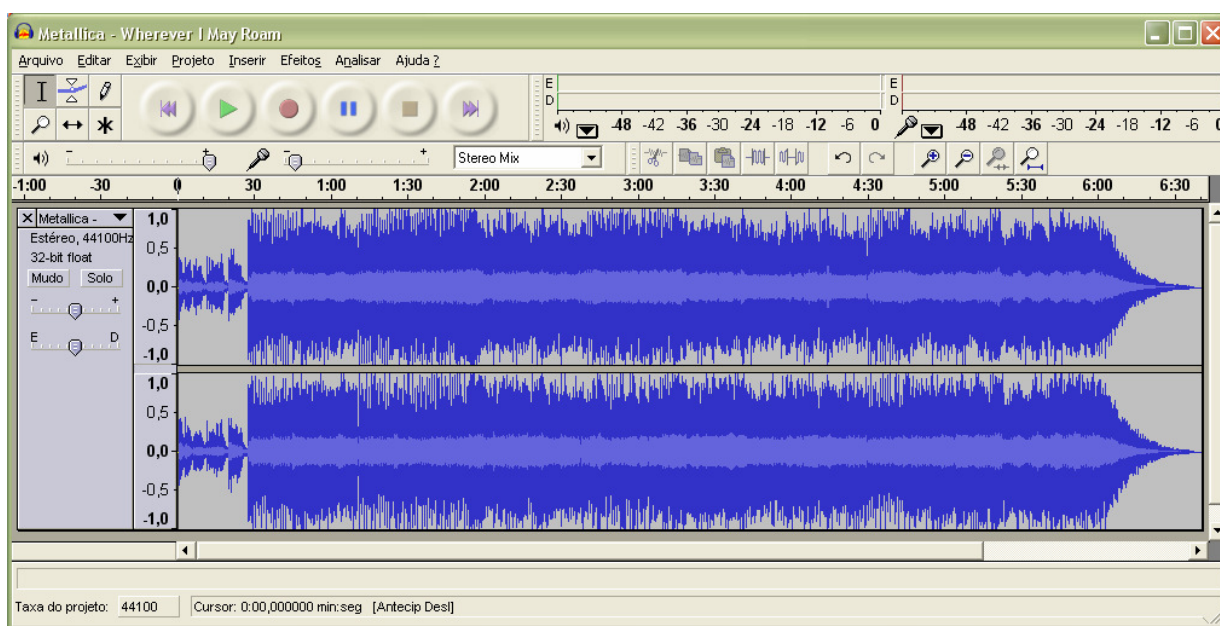 Metallica - Wherever I May Roam
Arquivo Editar Exibir Projeto Inserir Efeitos Analisar Ajuda ?
E E
D D
-48 -42 -36 -30 -24 -18 -12 -6 0 -48 -42 -36 -30 -24 -18 -12 -6 0
- + - + Stereo Mix
-1:00 -30 0 30 1:00 1:30 2:00 2:30 3:00 3:30 4:00 4:30 5:00 5:30 6:00 6:30
X Metallica - 1,0
Estéreo, 44100Hz 0,5
32-bit float
Mudo Solo 0,0
- +
-0,5
E D -1,0
1,0
0,5
0,0
-0,5
-1,0
Taxa do projeto: 44100 Cursor: 0:00,000000 min:seg [Antecip Desl]